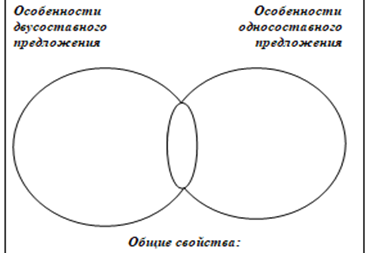 Особенности
двусоставного
предложения
Особенности
односоставного
предложения
Общие свойства: